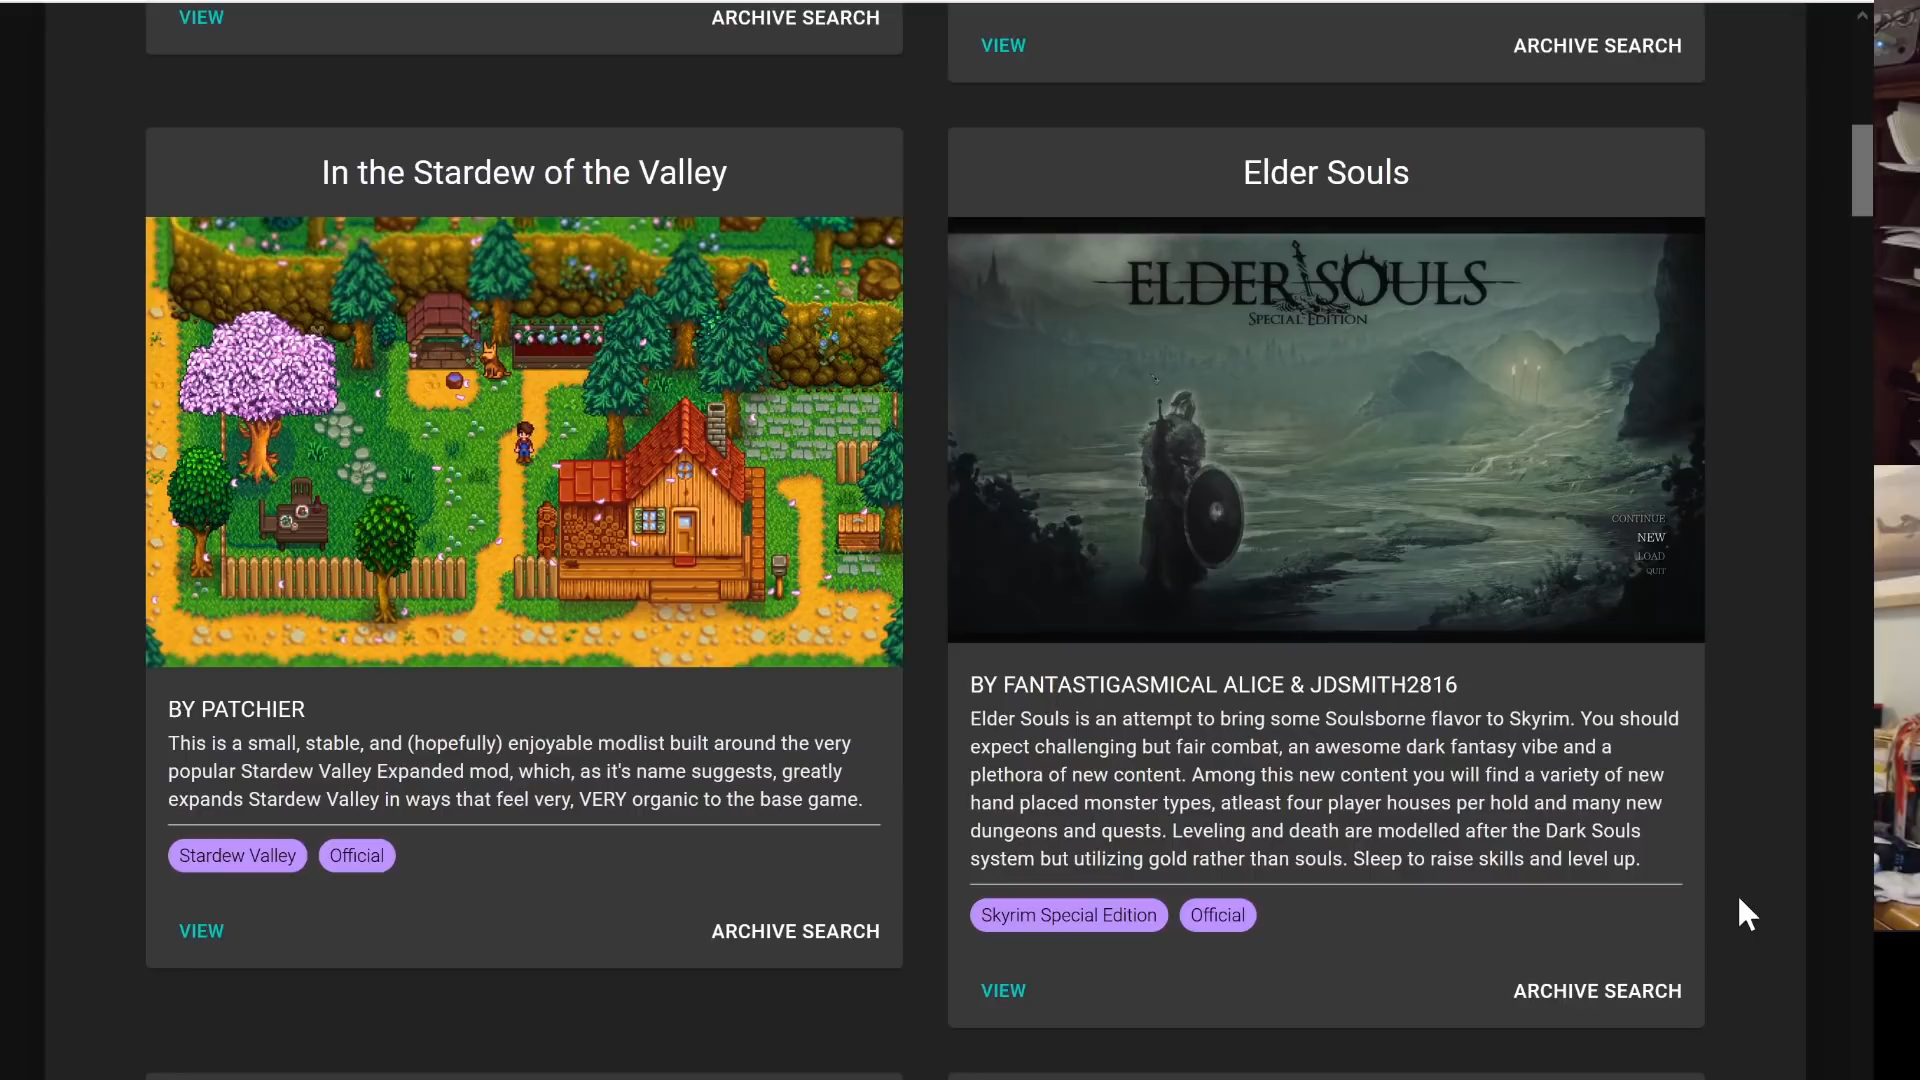 VIEW
ARCHIVE SEARCH
VIEW
ARCHIVE SEARCH
In the Stardew of the Valley
BY PATCHIER
This is a small, stable, and (hopefully) enjoyable modlist built around the very
popular Stardew Valley Expanded mod, which, as it's name suggests, greatly
expands Stardew Valley in ways that feel very, VERY organic to the base game.
Stardew Valley
Official
VIEW
ARCHIVE SEARCH
Elder Souls
ELDER SOULS
SPECIAL EDITION
CONTINUE
NEW
LOAD
QUIT
BY FANTASTIGASMICAL ALICE & JDSMITH2816
Elder Souls is an attempt to bring some Soulsborne flavor to Skyrim. You should
expect challenging but fair combat, an awesome dark fantasy vibe and a
plethora of new content. Among this new content you will find a variety of new
hand placed monster types, atleast four player houses per hold and many new
dungeons and quests. Leveling and death are modelled after the Dark Souls
system but utilizing gold rather than souls. Sleep to raise skills and level up.
Skyrim Special Edition
Official
VIEW
ARCHIVE SEARCH